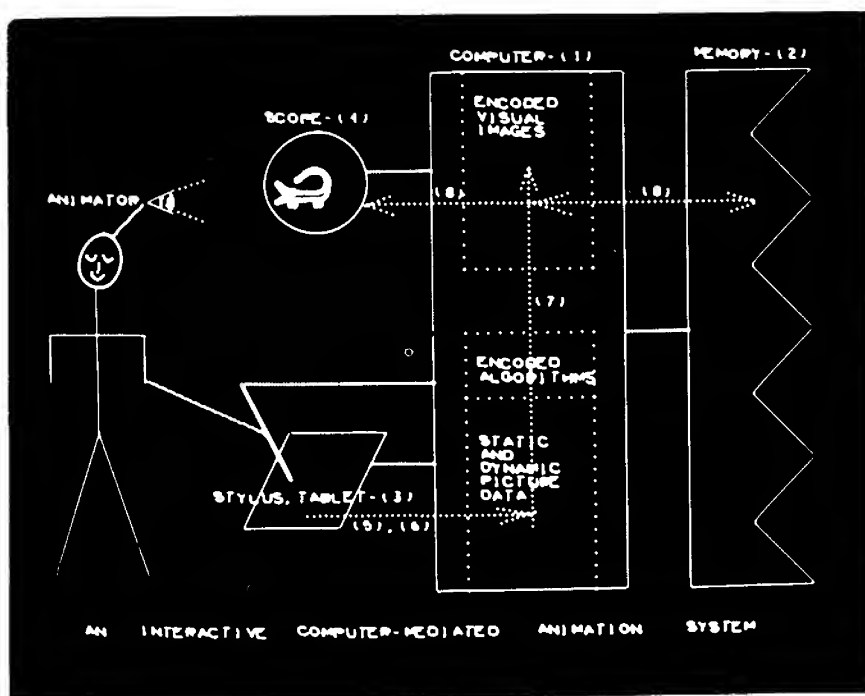 COMPUTER-(1)
MEMORY-(2)
ENCODED
VISUAL
IMAGES
SCOPE-(4)
(8)
(8)
ANIMATOR
(7)
ENCODED
ALGORITHMS
STATIC
AND
DYNAMIC
PICTURE
DATA
STYLUS, TABLET-(3)
(5),(6)
AN INTERACTIVE COMPUTER-MEDIATED ANIMATION SYSTEM